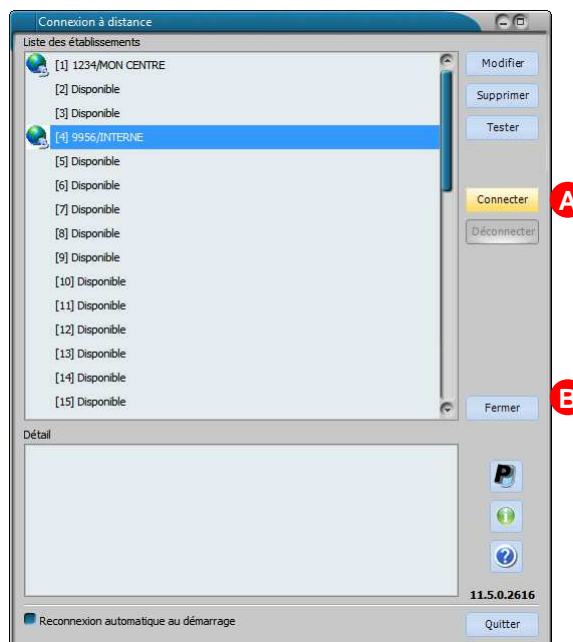 Connexion à distance
Liste des établissements
[1] 1234/MON CENTRE
[2] Disponible
[3] Disponible
[4] 9956/INTERNE
[5] Disponible
[6] Disponible
[7] Disponible
[8] Disponible
[9] Disponible
[10] Disponible
[11] Disponible
[12] Disponible
[13] Disponible
[14] Disponible
[15] Disponible
Modifier
Supprimer
Tester
Connecter
A
Déconnecter
Fermer
B
Détail
P
11.5.0.2616
Reconnexion automatique au démarrage
Quitter